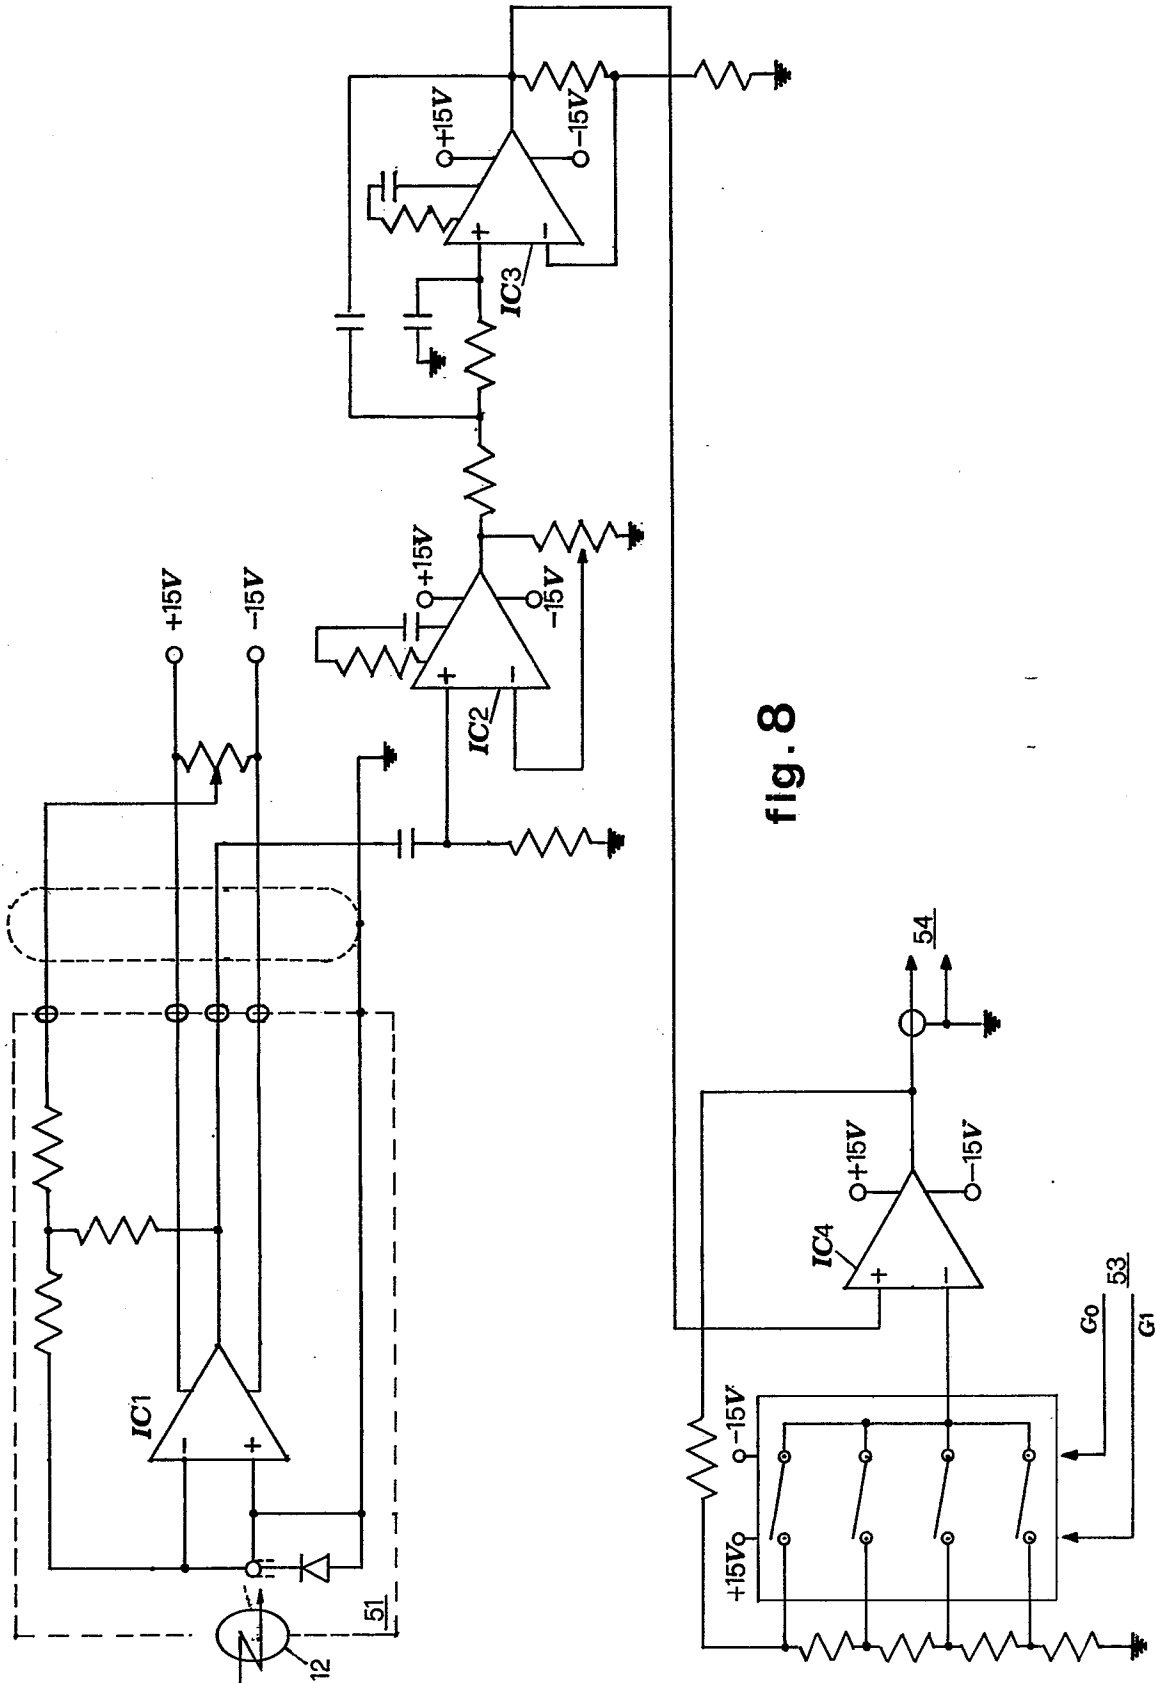 +15V
-15V
IC3
+
-
+15V
-15V
IC2
+
-
+15V
-15V
IC1
-
+
51
12
fig.8
54
+15V
-15V
IC4
+
-
G0
53
G1
-15V
+15V